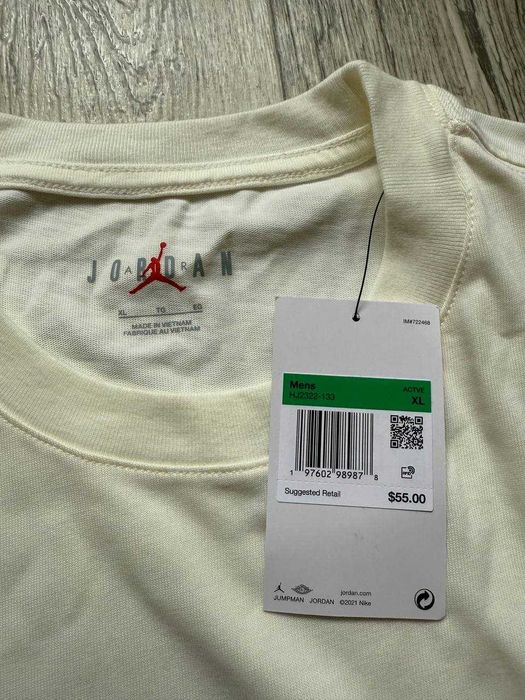 JORDAN
AIR
XL TG EG
MADE IN VIETNAM
FABRIQUE AU VIETNAM
IM#722468
Mens ACTVE
HJ2322-133 XL
1 97602 98987 8
Suggested Retail $55.00
jordan.com
JUMPMAN JORDAN ©2021 Nike